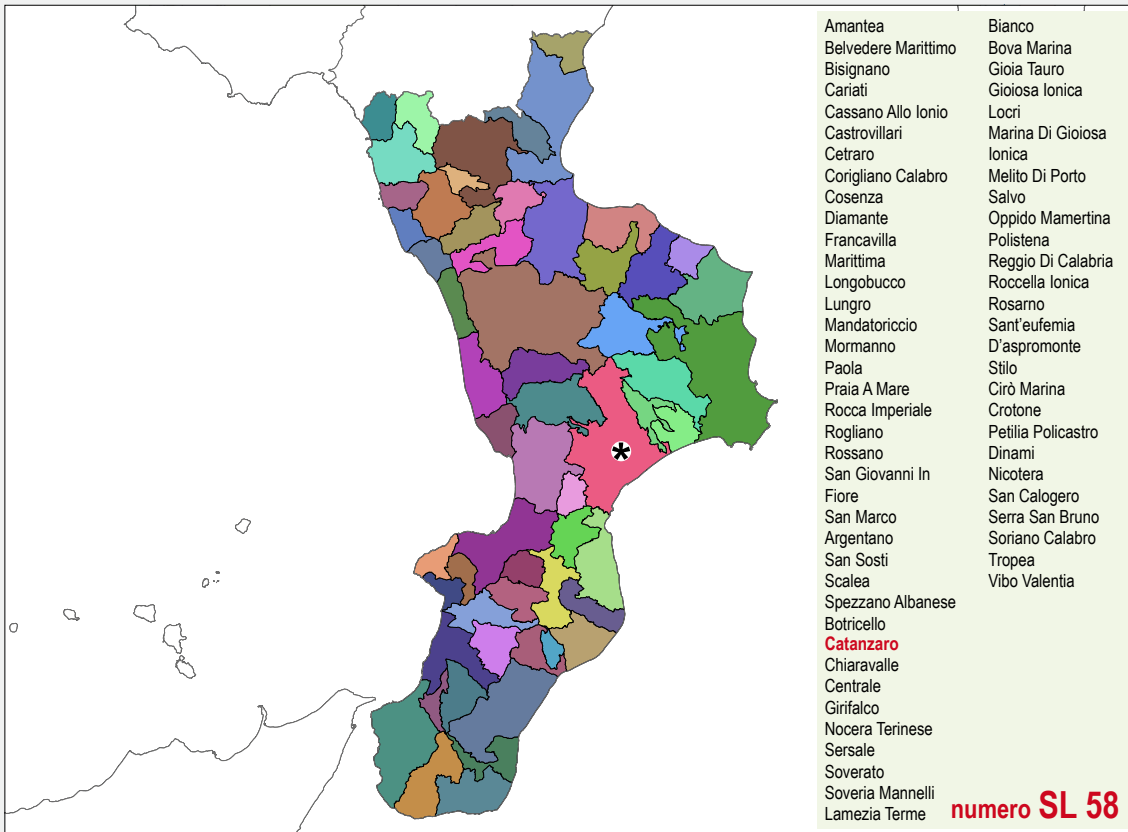 Amantea
Belvedere Marittimo
Bisignano
Cariati
Cassano Allo Ionio
Castrovillari
Cetraro
Corigliano Calabro
Cosenza
Diamante
Francavilla
Marittima
Longobucco
Lungro
Mandatoriccio
Mormanno
Paola
Praia A Mare
Rocca Imperiale
Rogliano
Rossano
San Giovanni In
Fiore
San Marco
Argentano
San Sosti
Scalea
Spezzano Albanese
Botricello
Catanzaro
Chiaravalle
Centrale
Girifalco
Nocera Terinese
Sersale
Soverato
Soveria Mannelli
Lamezia Terme
Bianco
Bova Marina
Gioia Tauro
Gioiosa Ionica
Locri
Marina Di Gioiosa
Ionica
Melito Di Porto
Salvo
Oppido Mamertina
Polistena
Reggio Di Calabria
Roccella Ionica
Rosarno
Sant’eufemia
D’aspromonte
Stilo
Cirò Marina
Crotone
Petilia Policastro
Dinami
Nicotera
San Calogero
Serra San Bruno
Soriano Calabro
Tropea
Vibo Valentia
numero SL 58
*